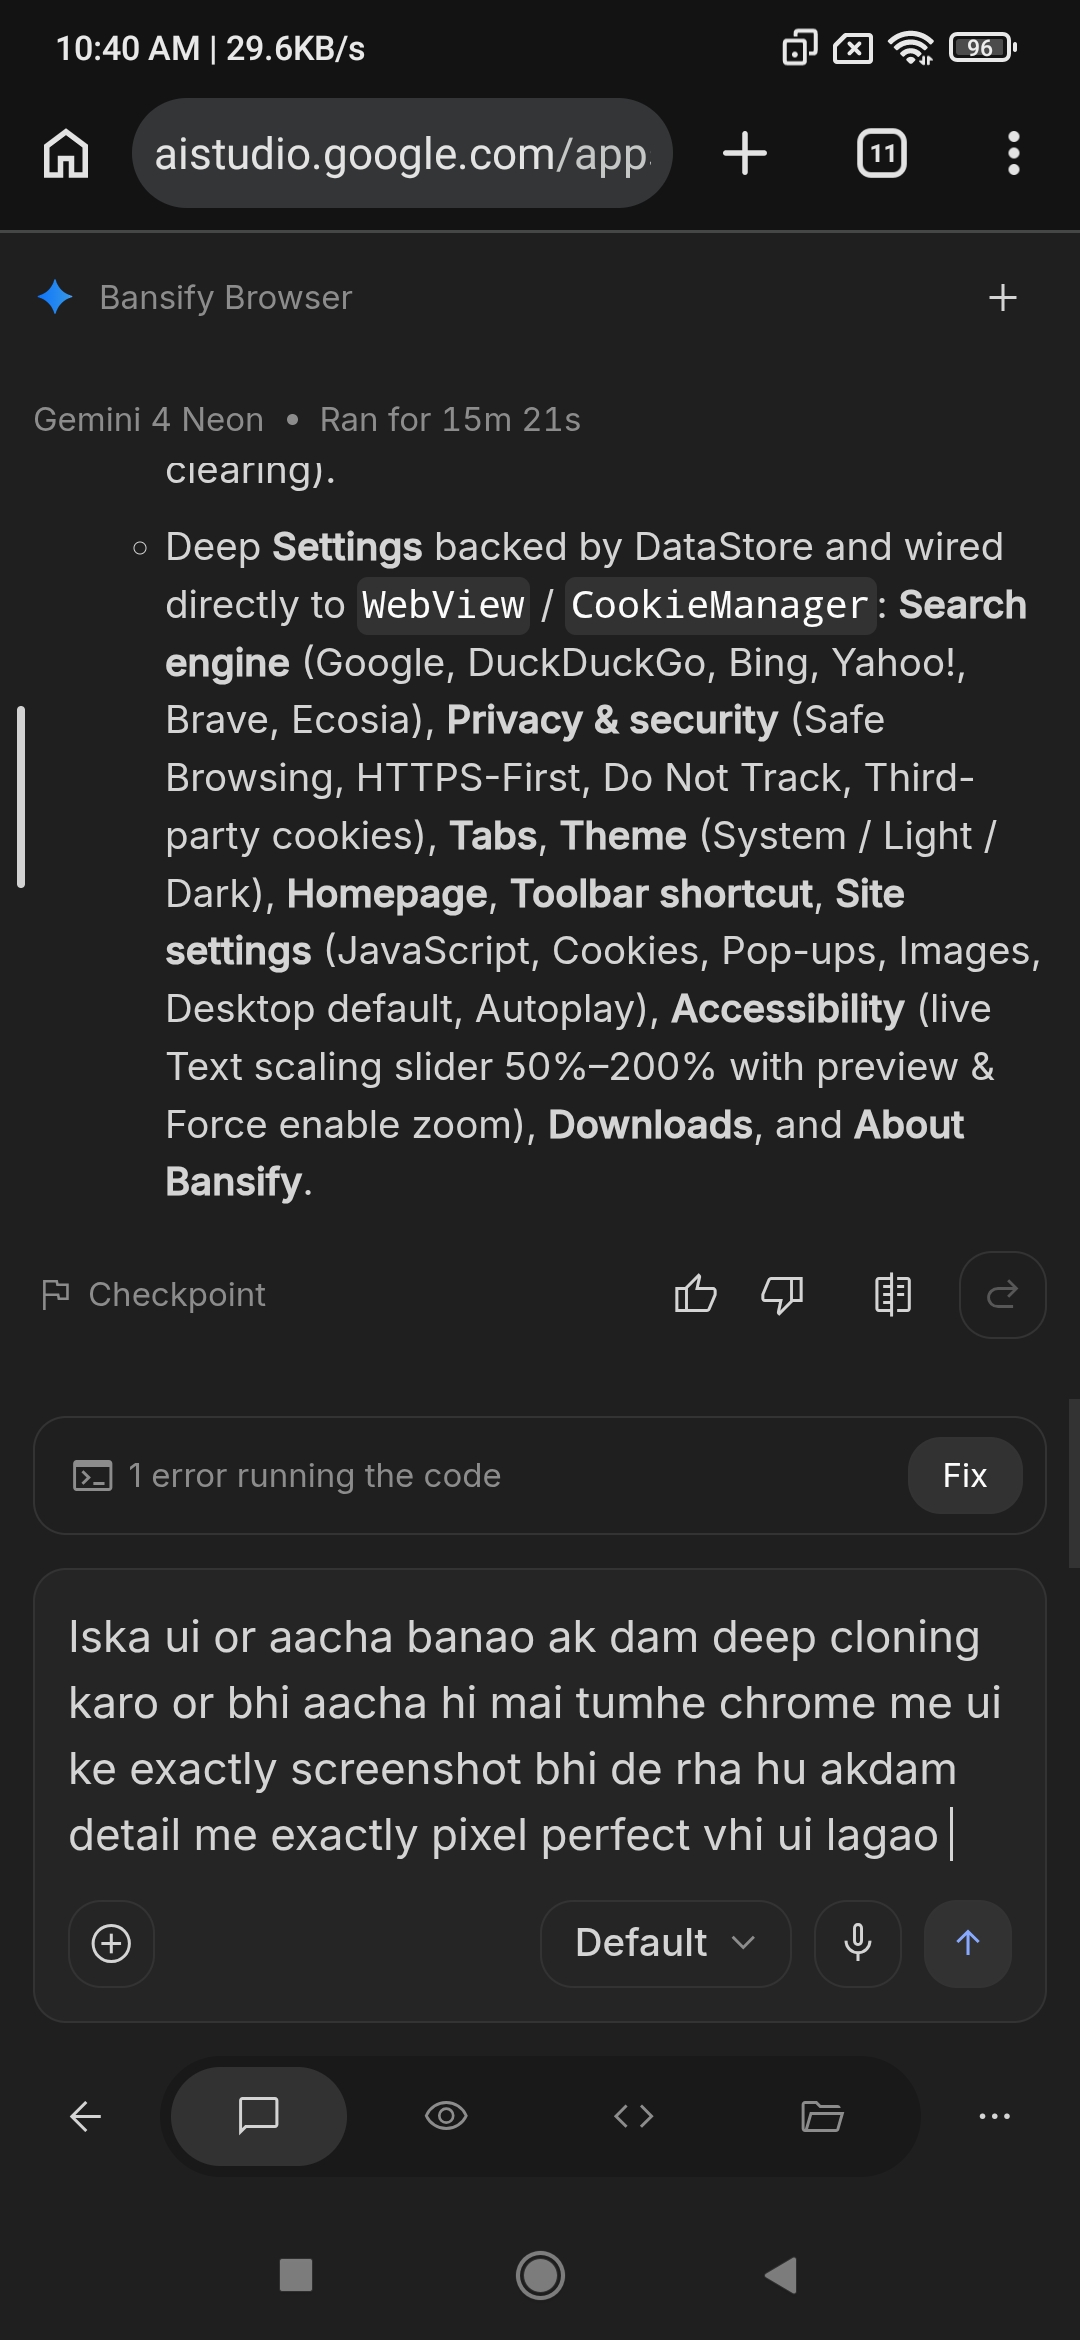 10:40 AM | 29.6KB/s
96
aistudio.google.com/app
11
Bansify Browser
Gemini 4 Neon • Ran for 15m 21s
clearing).
Deep Settings backed by DataStore and wired
directly to WebView / CookieManager: Search
engine (Google, DuckDuckGo, Bing, Yahoo!,
Brave, Ecosia), Privacy & security (Safe
Browsing, HTTPS-First, Do Not Track, Third-
party cookies), Tabs, Theme (System / Light /
Dark), Homepage, Toolbar shortcut, Site
settings (JavaScript, Cookies, Pop-ups, Images,
Desktop default, Autoplay), Accessibility (live
Text scaling slider 50%–200% with preview &
Force enable zoom), Downloads, and About
Bansify.
Checkpoint
1 error running the code
Fix
Iska ui or aacha banao ak dam deep cloning
karo or bhi aacha hi mai tumhe chrome me ui
ke exactly screenshot bhi de rha hu akdam
detail me exactly pixel perfect vhi ui lagao
Default